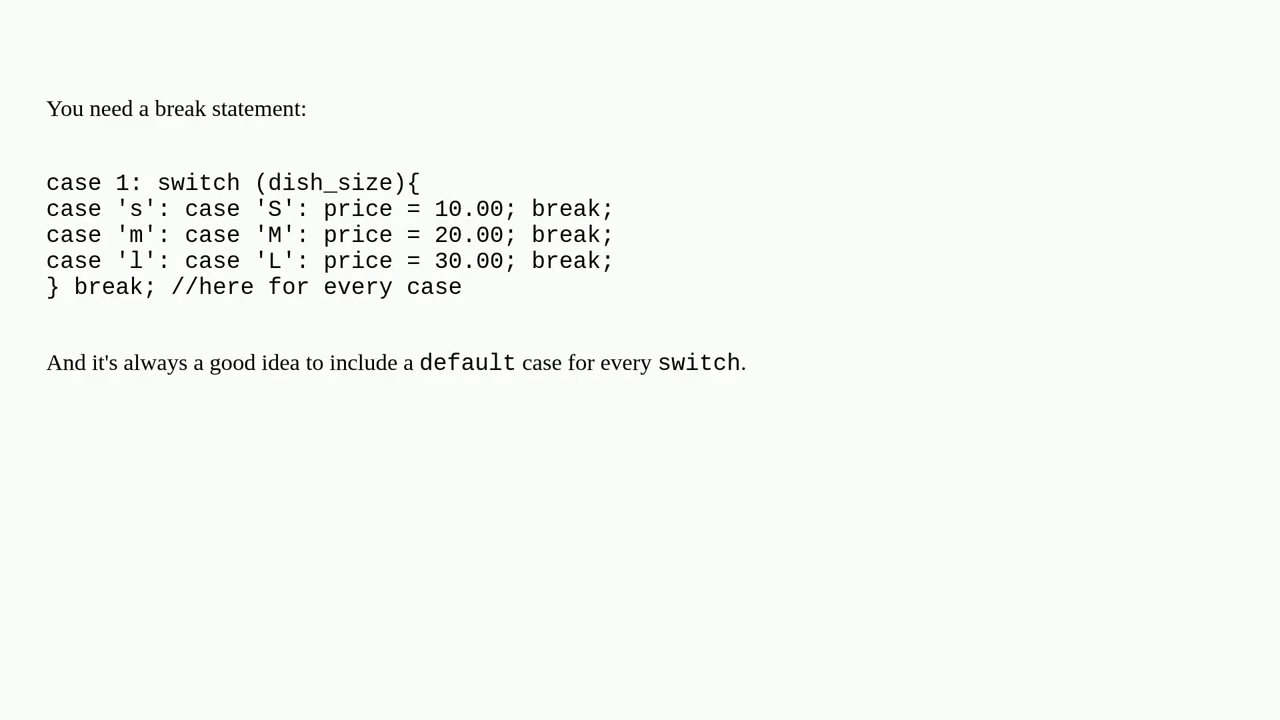 You need a break statement:
case 1: switch (dish_size){
case 's': case 'S': price = 10.00; break;
case 'm': case 'M': price = 20.00; break;
case 'l': case 'L': price = 30.00; break;
} break; //here for every case
And it's always a good idea to include a default case for every switch.